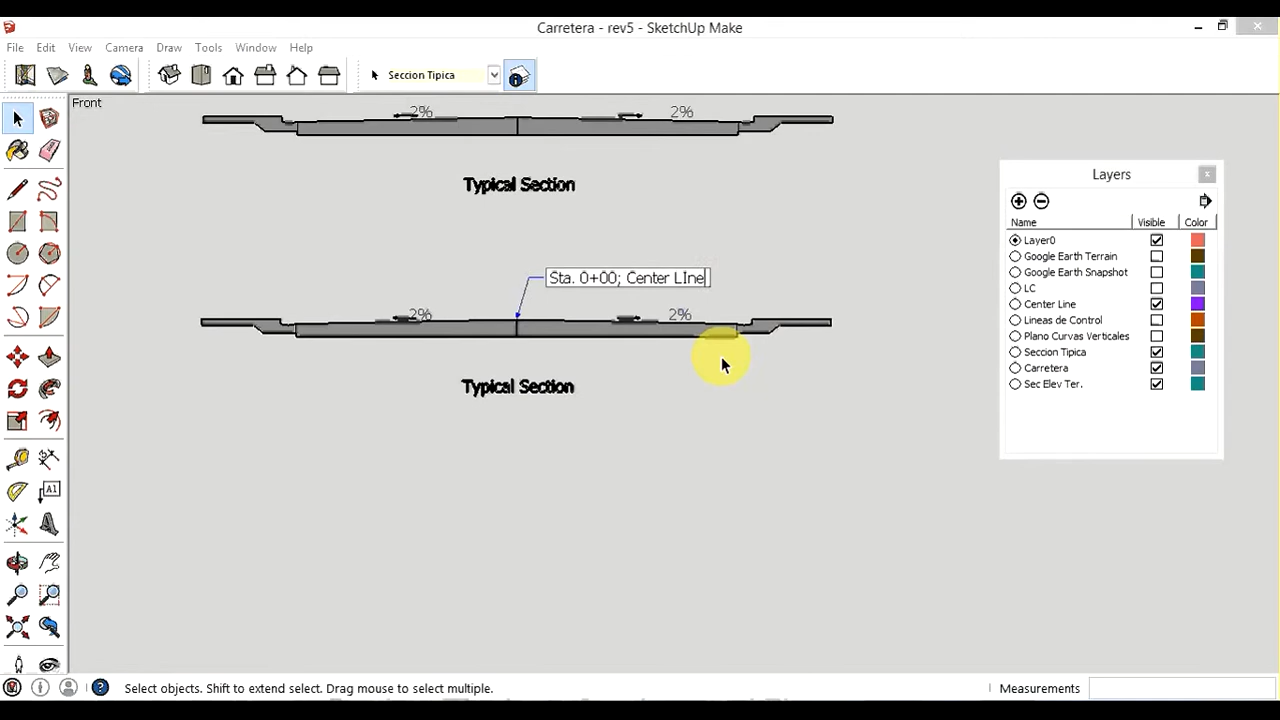 Carretera - rev5 - SketchUp Make
File Edit View Camera Draw Tools Window Help
Seccion Tipica
Front
2% 2%
Typical Section
Sta. 0+00; Center LIne
2% 2%
Typical Section
Layers
Name Visible Color
Layer0
Google Earth Terrain
Google Earth Snapshot
LC
Center Line
Lineas de Control
Plano Curvas Verticales
Seccion Tipica
Carretera
Sec Elev Ter.
A1
Select objects. Shift to extend select. Drag mouse to select multiple.
Measurements